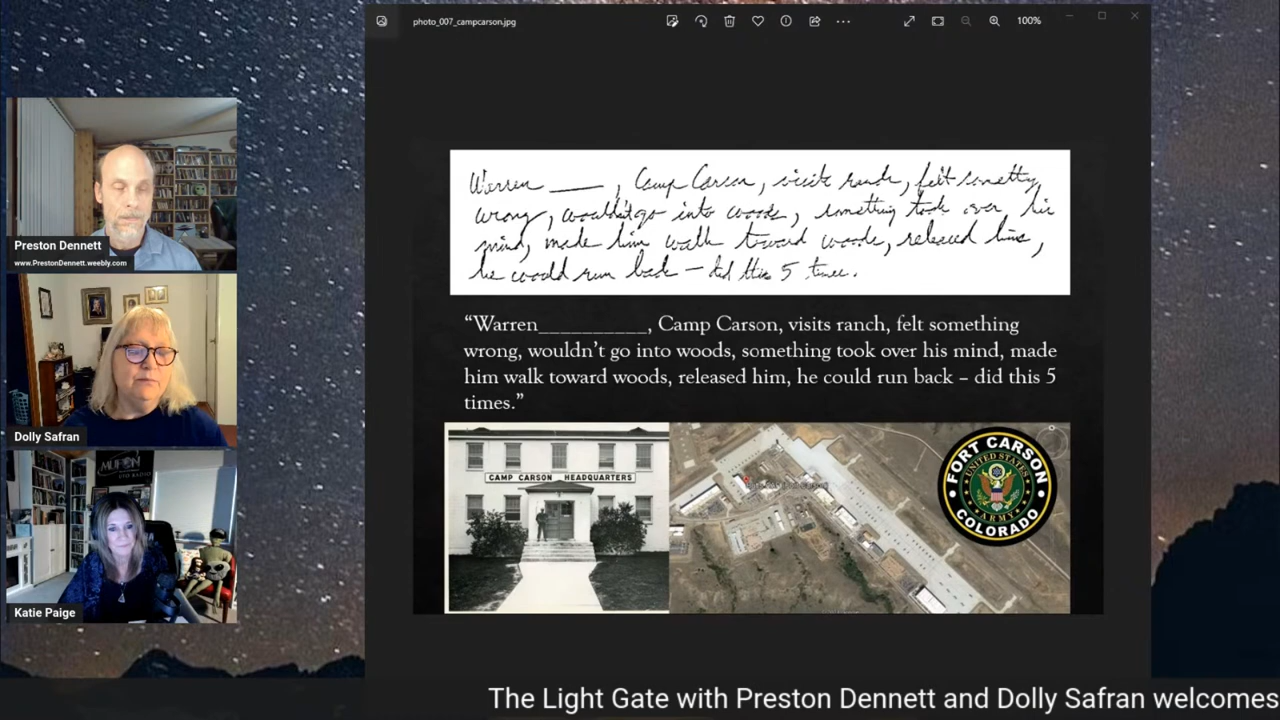 photo_007_campcarson.jpg
100%
Preston Dennett
www.PrestonDennett.weebly.com
Dolly Safran
MUFON
Katie Paige
Warren ____, Camp Carson, visits ranch, felt something
wrong, wouldn't go into woods, something took over his
mind, made him walk toward woods, released him,
he could run back – did this 5 times.
“Warren__________, Camp Carson, visits ranch, felt something
wrong, wouldn’t go into woods, something took over his mind, made
him walk toward woods, released him, he could run back – did this 5
times.”
CAMP CARSON HEADQUARTERS
FORT CARSON
UNITED STATES
ARMY
COLORADO
The Light Gate with Preston Dennett and Dolly Safran welcomes